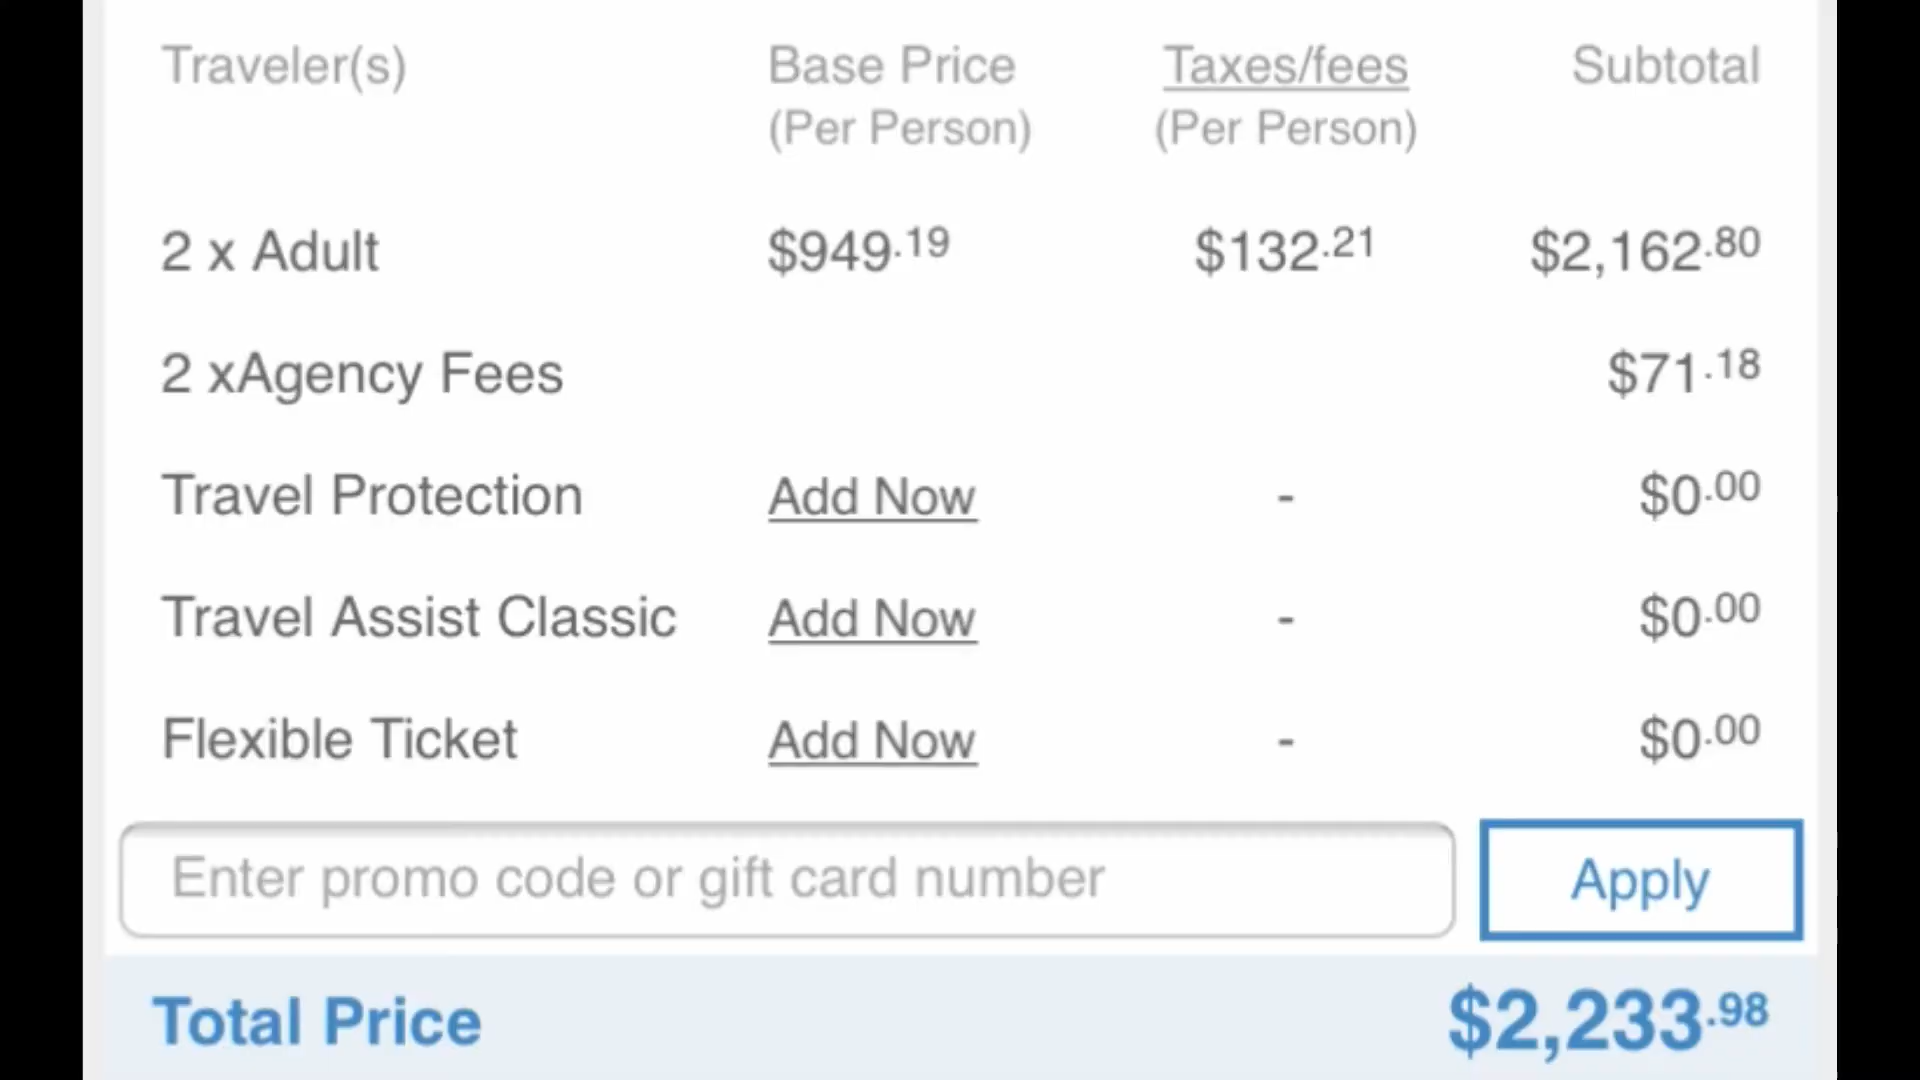 Traveler(s) Base Price Taxes/fees Subtotal
(Per Person) (Per Person)
2 x Adult $949.19 $132.21 $2,162.80
2 xAgency Fees $71.18
Travel Protection Add Now - $0.00
Travel Assist Classic Add Now - $0.00
Flexible Ticket Add Now - $0.00
Enter promo code or gift card number Apply
Total Price $2,233.98